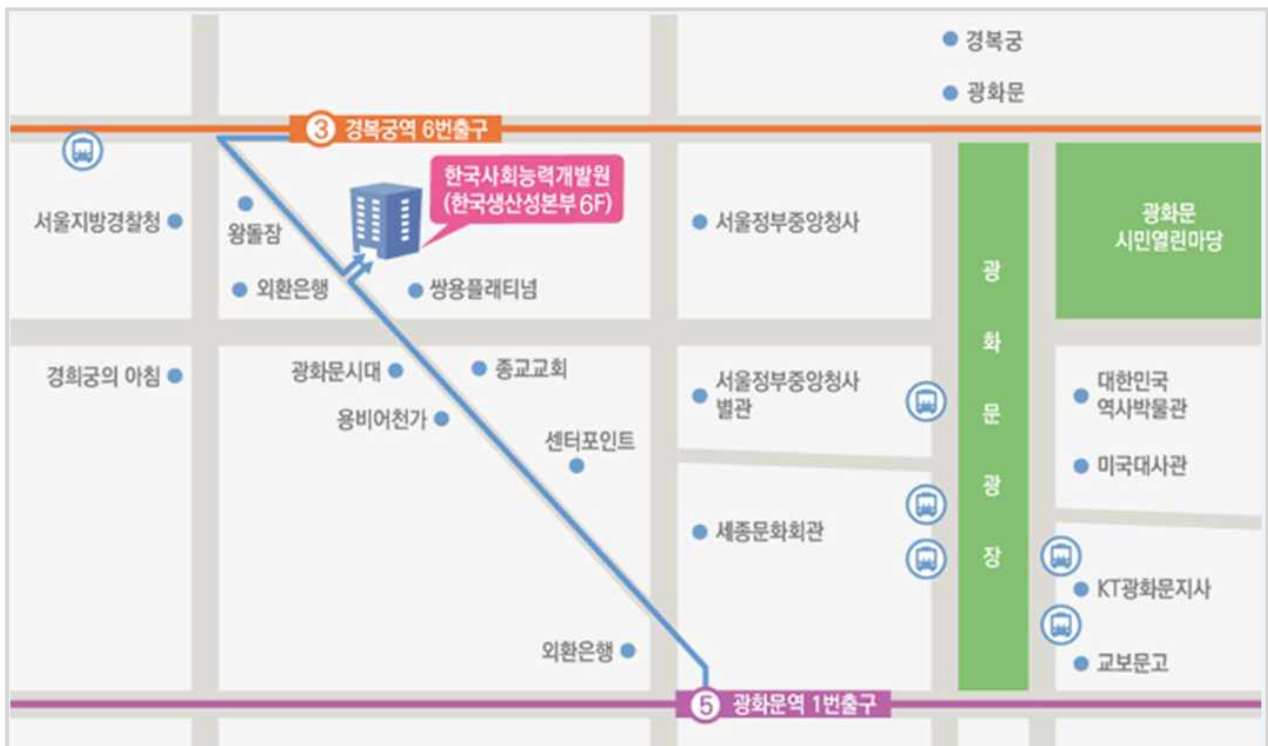 경복궁
광화문
3 경복궁역 6번출구
한국사회능력개발원
(한국생산성본부 6F)
서울지방경찰청
왕돌잠
외환은행
쌍용플래티넘
서울정부중앙청사
광화문
시민열린마당
광화문광장
경희궁의 아침
광화문시대
종교교회
용비어천가
센터포인트
서울정부중앙청사
별관
대한민국
역사박물관
미국대사관
세종문화회관
KT광화문지사
외환은행
교보문고
5 광화문역 1번출구